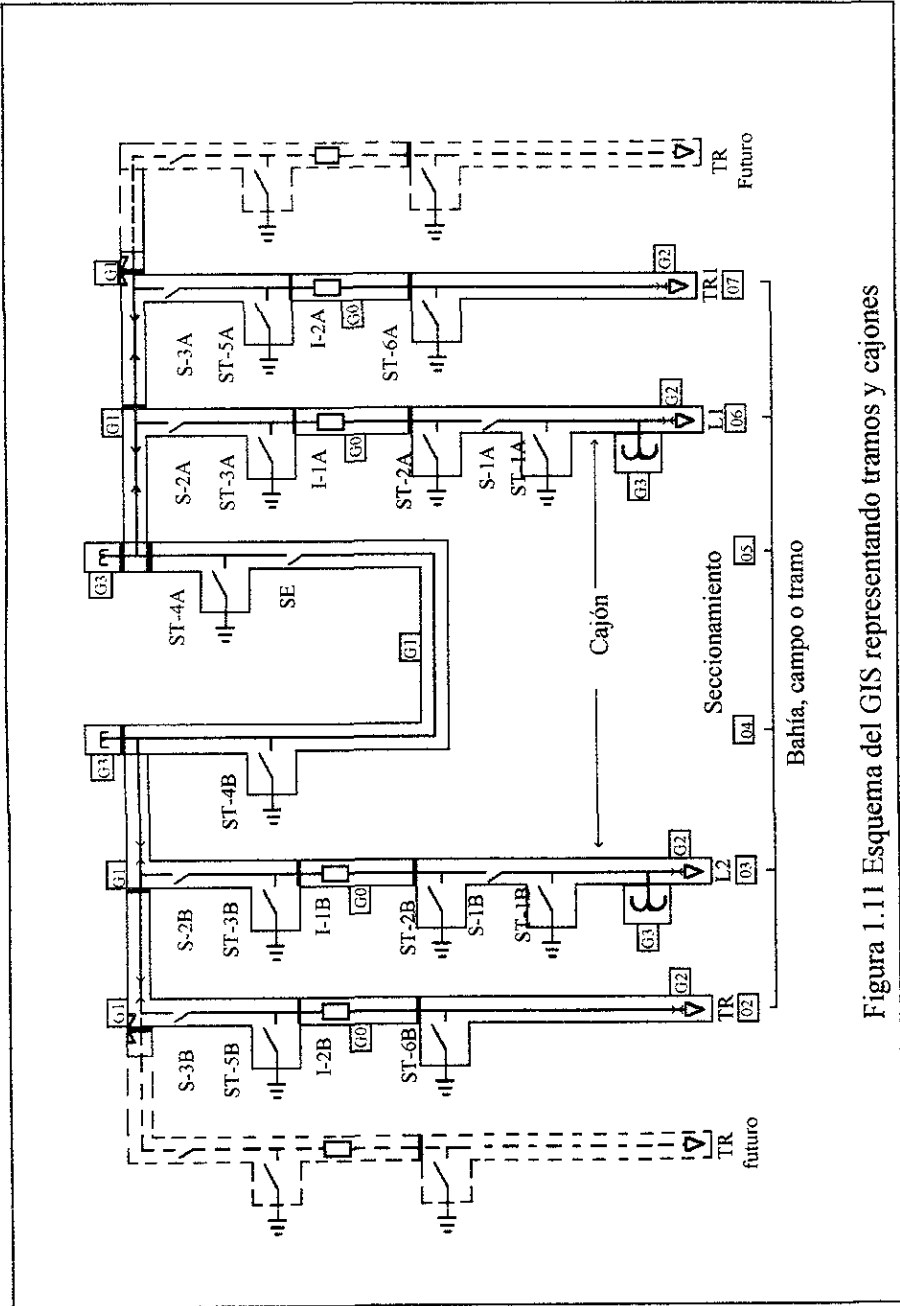 TR
futuro
S-3B
ST-5B
I-2B
ST-6B
G1
G0
G2
TR
02
S-2B
ST-3B
I-1B
ST-2B
S-1B
ST-1B
G1
G0
G3
G2
L2
03
G3
ST-4B
04
G1
Cajón
Seccionamiento
Bahía, campo o tramo
G3
ST-4A
SE
05
G1
S-2A
ST-3A
I-1A
G0
ST-2A
S-1A
ST-1A
G3
G2
L1
06
G1
S-3A
ST-5A
I-2A
G0
ST-6A
G2
TR1
07
TR
Futuro
Figura 1.11 Esquema del GIS representando tramos y cajones